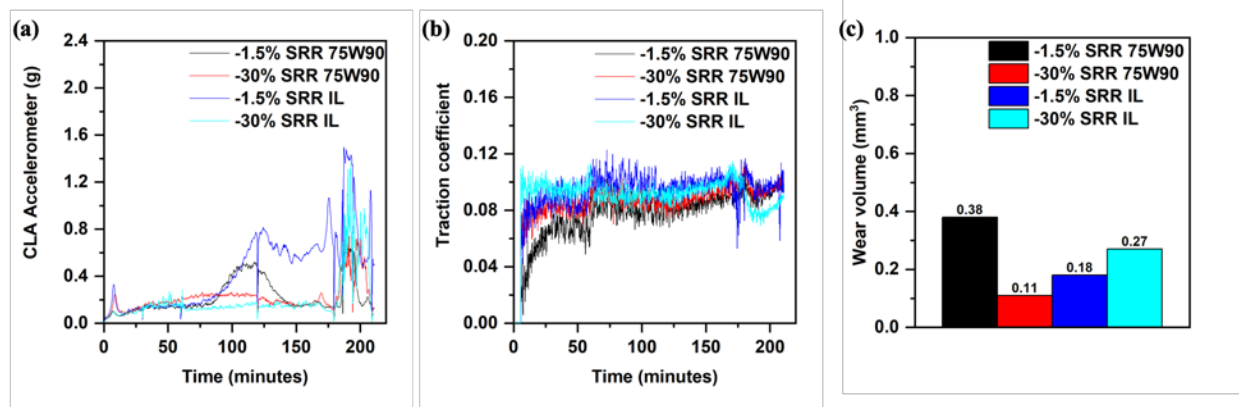 (a)
CLA Accelerometer (g)
2.4
2.0
1.6
1.2
0.8
0.4
0.0
-1.5% SRR 75W90
-30% SRR 75W90
-1.5% SRR IL
-30% SRR IL
0 50 100 150 200
Time (minutes)
(b)
Traction coefficient
0.20
0.16
0.12
0.08
0.04
0.00
-1.5% SRR 75W90
-30% SRR 75W90
-1.5% SRR IL
-30% SRR IL
0 50 100 150 200
Time (minutes)
(c)
Wear volume (mm³)
1.0
0.8
0.6
0.4
0.2
0.0
-1.5% SRR 75W90
-30% SRR 75W90
-1.5% SRR IL
-30% SRR IL
0.38
0.11
0.18
0.27